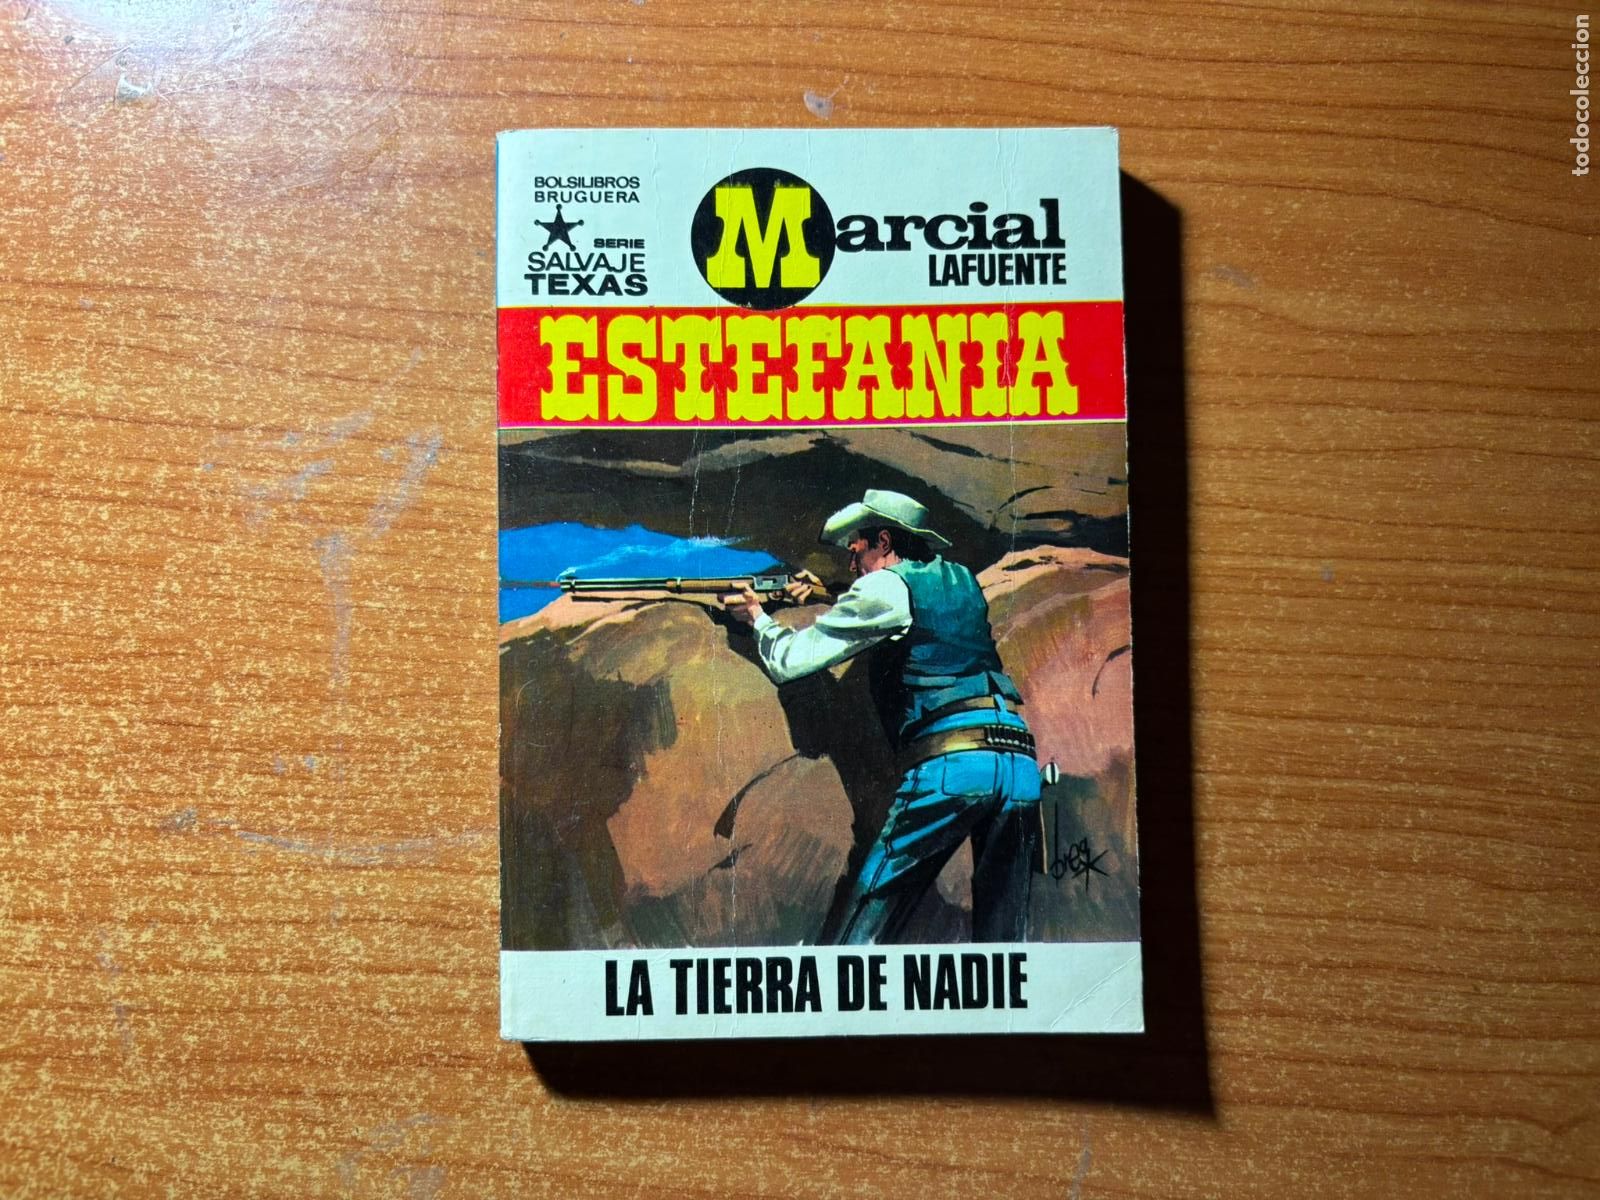 BOLSILIBROS
BRUGUERA
SERIE
SALVAJE
TEXAS
Marcial
LAFUENTE
ESTEFANIA
LA TIERRA DE NADIE
todocoleccion